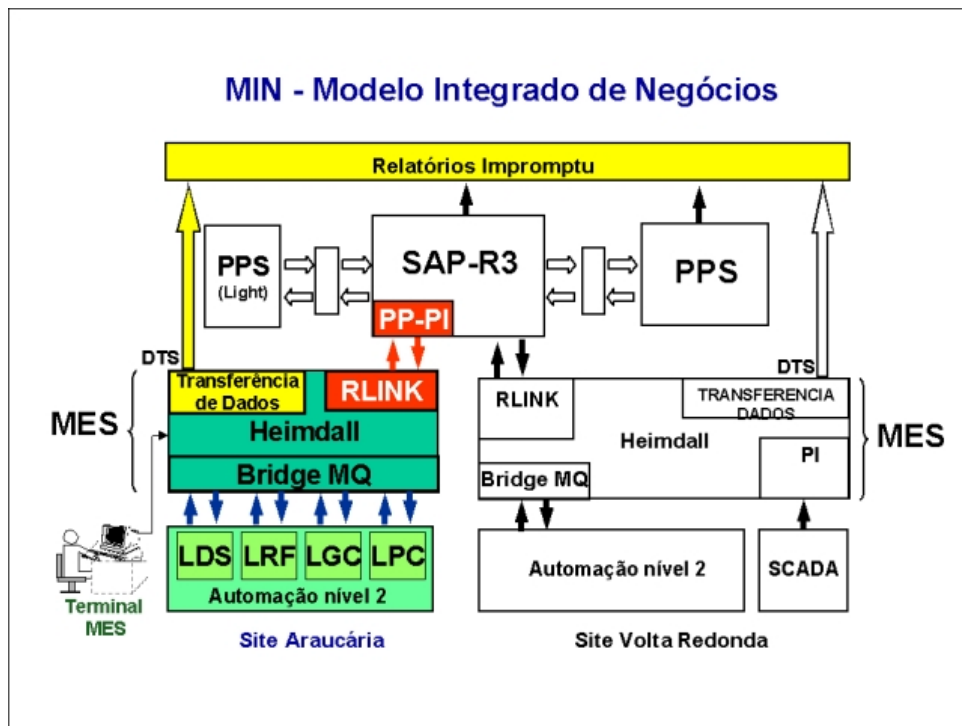 MIN - Modelo Integrado de Negócios
Relatórios Impromptu
PPS
(Light)
SAP-R3
PP-PI
PPS
DTS
DTS
MES
Transferência
de Dados
RLINK
Heimdall
Bridge MQ
RLINK
TRANSFERENCIA
DADOS
Heimdall
PI
Bridge MQ
MES
LDS LRF LGC LPC
Automação nível 2
Automação nível 2
SCADA
Terminal
MES
Site Araucária
Site Volta Redonda